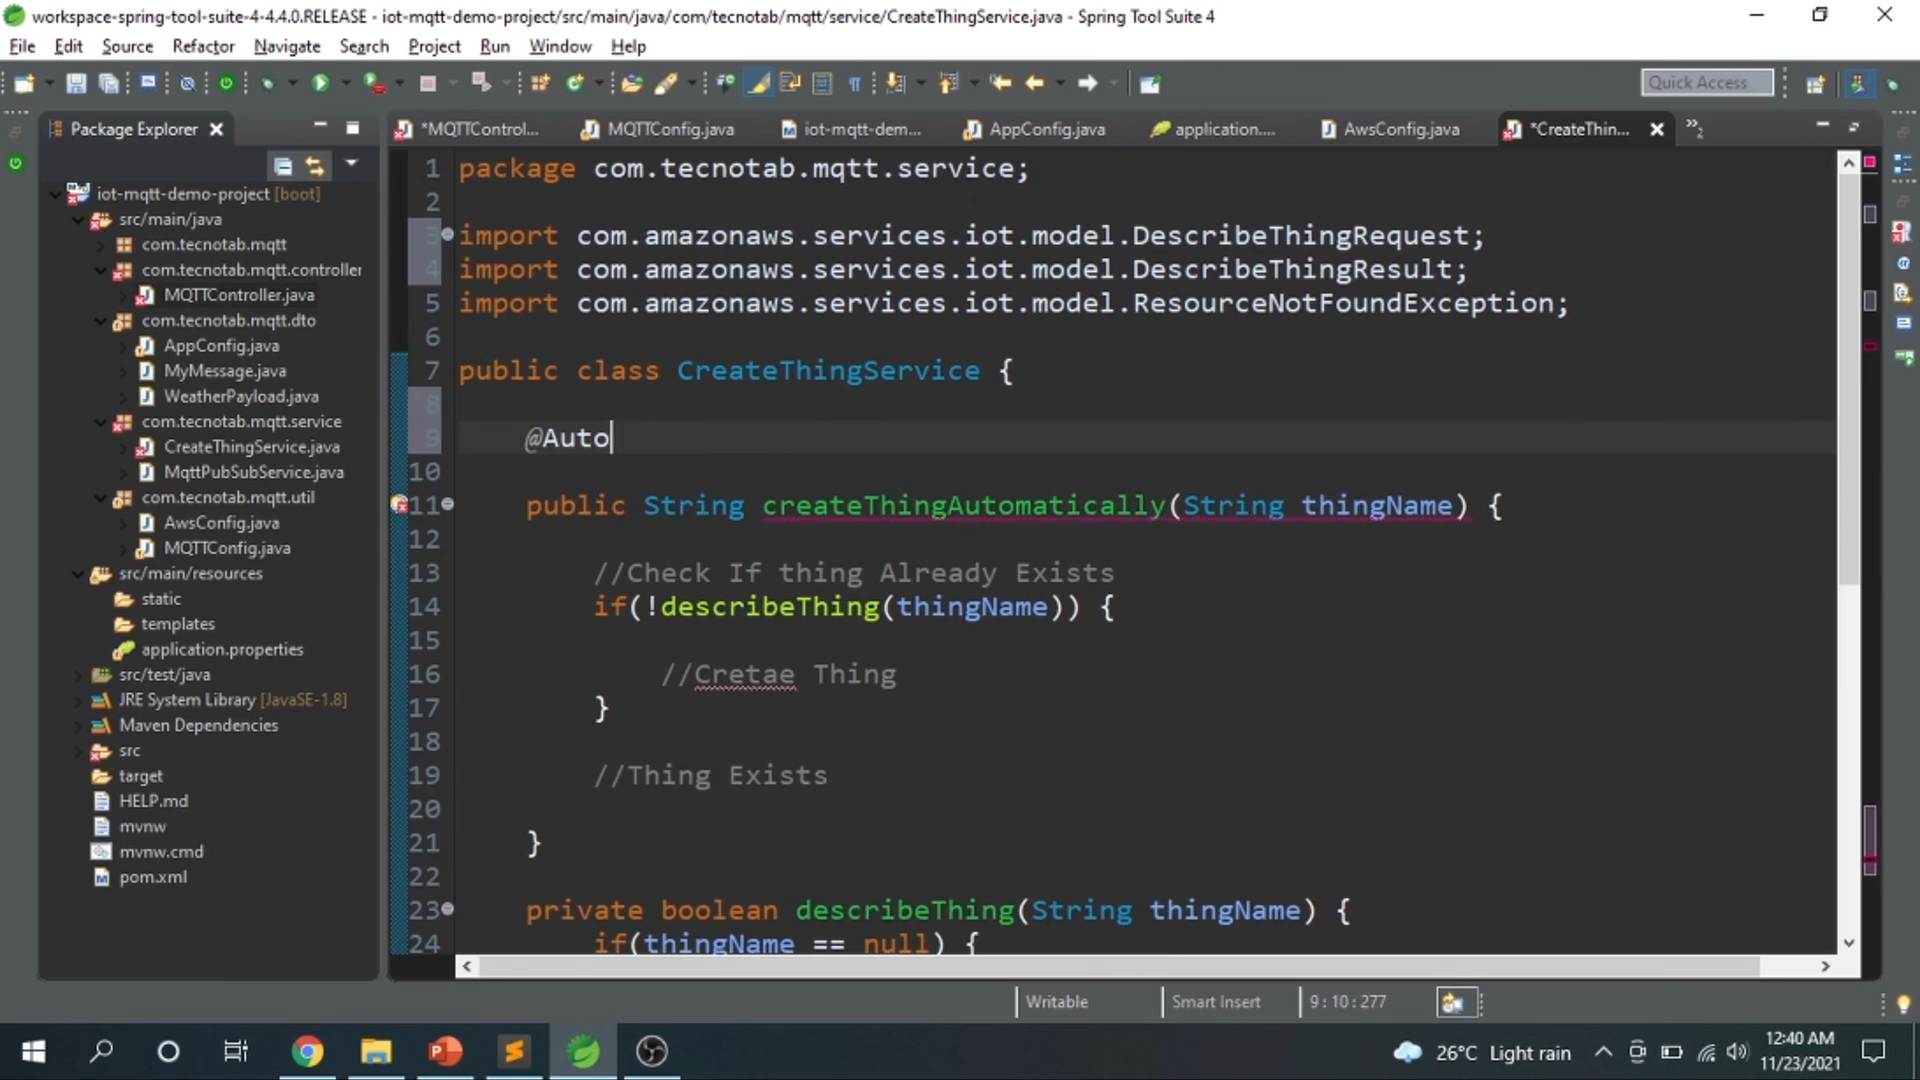 workspace-spring-tool-suite-4-4.4.0.RELEASE - iot-mqtt-demo-project/src/main/java/com/tecnotab/mqtt/service/CreateThingService.java - Spring Tool Suite 4
File Edit Source Refactor Navigate Search Project Run Window Help
Quick Access
Package Explorer
*MQTTControl...
MQTTConfig.java
iot-mqtt-dem...
AppConfig.java
application....
AwsConfig.java
*CreateThin...
»2
iot-mqtt-demo-project [boot]
src/main/java
com.tecnotab.mqtt
com.tecnotab.mqtt.controller
MQTTController.java
com.tecnotab.mqtt.dto
AppConfig.java
MyMessage.java
WeatherPayload.java
com.tecnotab.mqtt.service
CreateThingService.java
MqttPubSubService.java
com.tecnotab.mqtt.util
AwsConfig.java
MQTTConfig.java
src/main/resources
static
templates
application.properties
src/test/java
JRE System Library [JavaSE-1.8]
Maven Dependencies
src
target
HELP.md
mvnw
mvnw.cmd
pom.xml
1 package com.tecnotab.mqtt.service;
2
3 import com.amazonaws.services.iot.model.DescribeThingRequest;
4 import com.amazonaws.services.iot.model.DescribeThingResult;
5 import com.amazonaws.services.iot.model.ResourceNotFoundException;
6
7 public class CreateThingService {
8
9 @Auto
10
11 public String createThingAutomatically(String thingName) {
12
13 //Check If thing Already Exists
14 if(!describeThing(thingName)) {
15
16 //Cretae Thing
17 }
18
19 //Thing Exists
20
21 }
22
23 private boolean describeThing(String thingName) {
24 if(thingName == null) {
Writable
Smart Insert
9 : 10 : 277
26°C Light rain
12:40 AM
11/23/2021